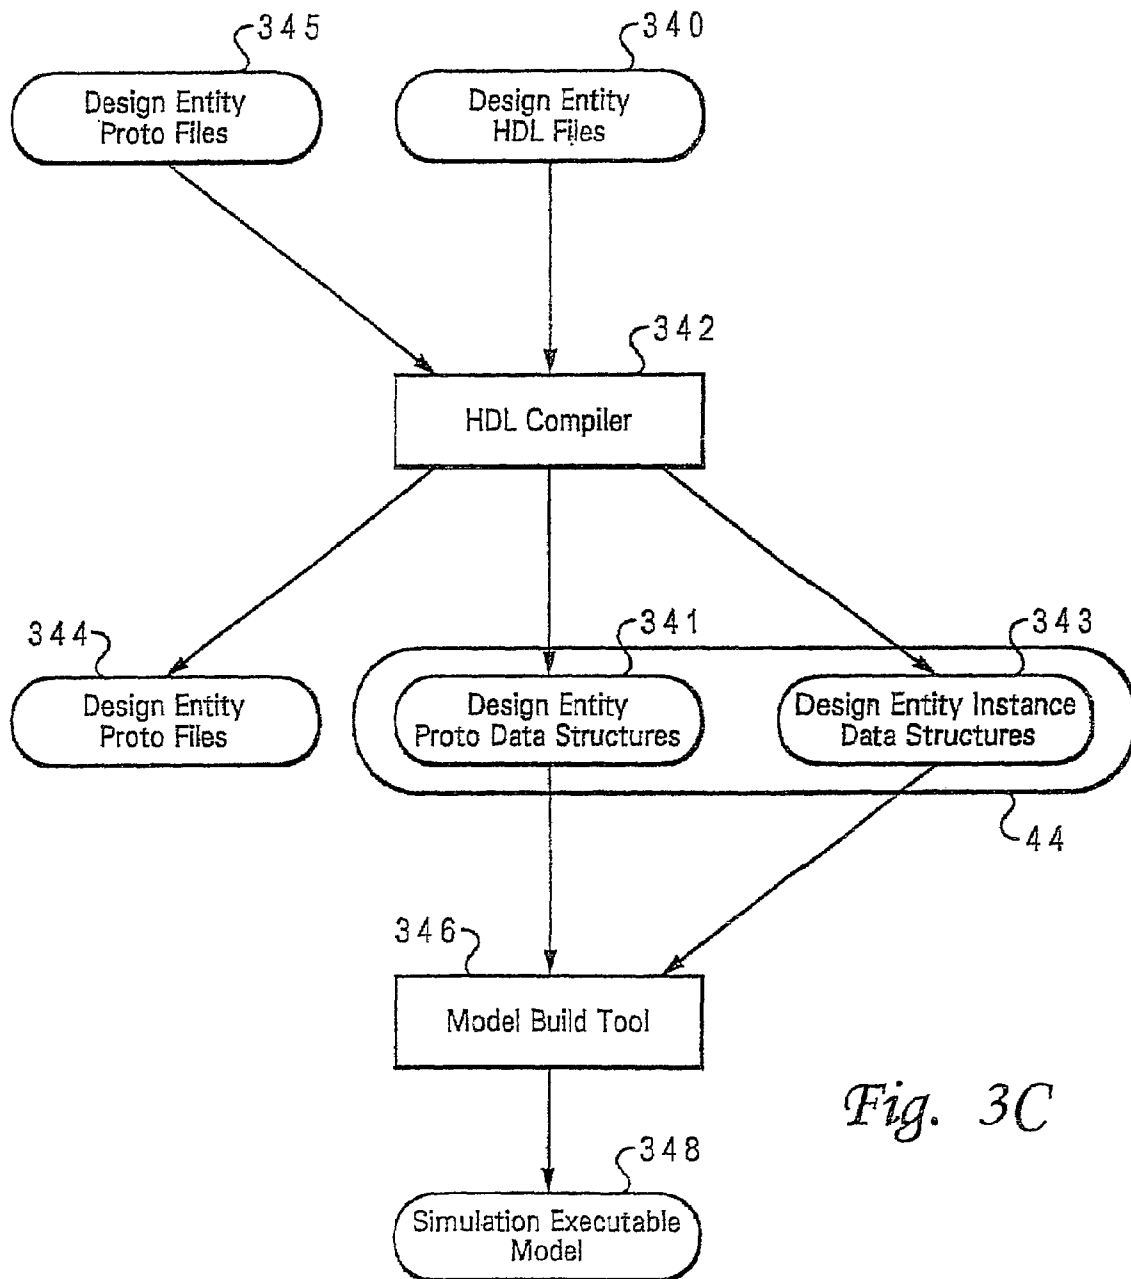 345
340
Design Entity
Proto Files
Design Entity
HDL Files
342
HDL Compiler
344
341
343
Design Entity
Proto Files
Design Entity
Proto Data Structures
Design Entity Instance
Data Structures
44
346
Model Build Tool
Fig. 3C
348
Simulation Executable
Model